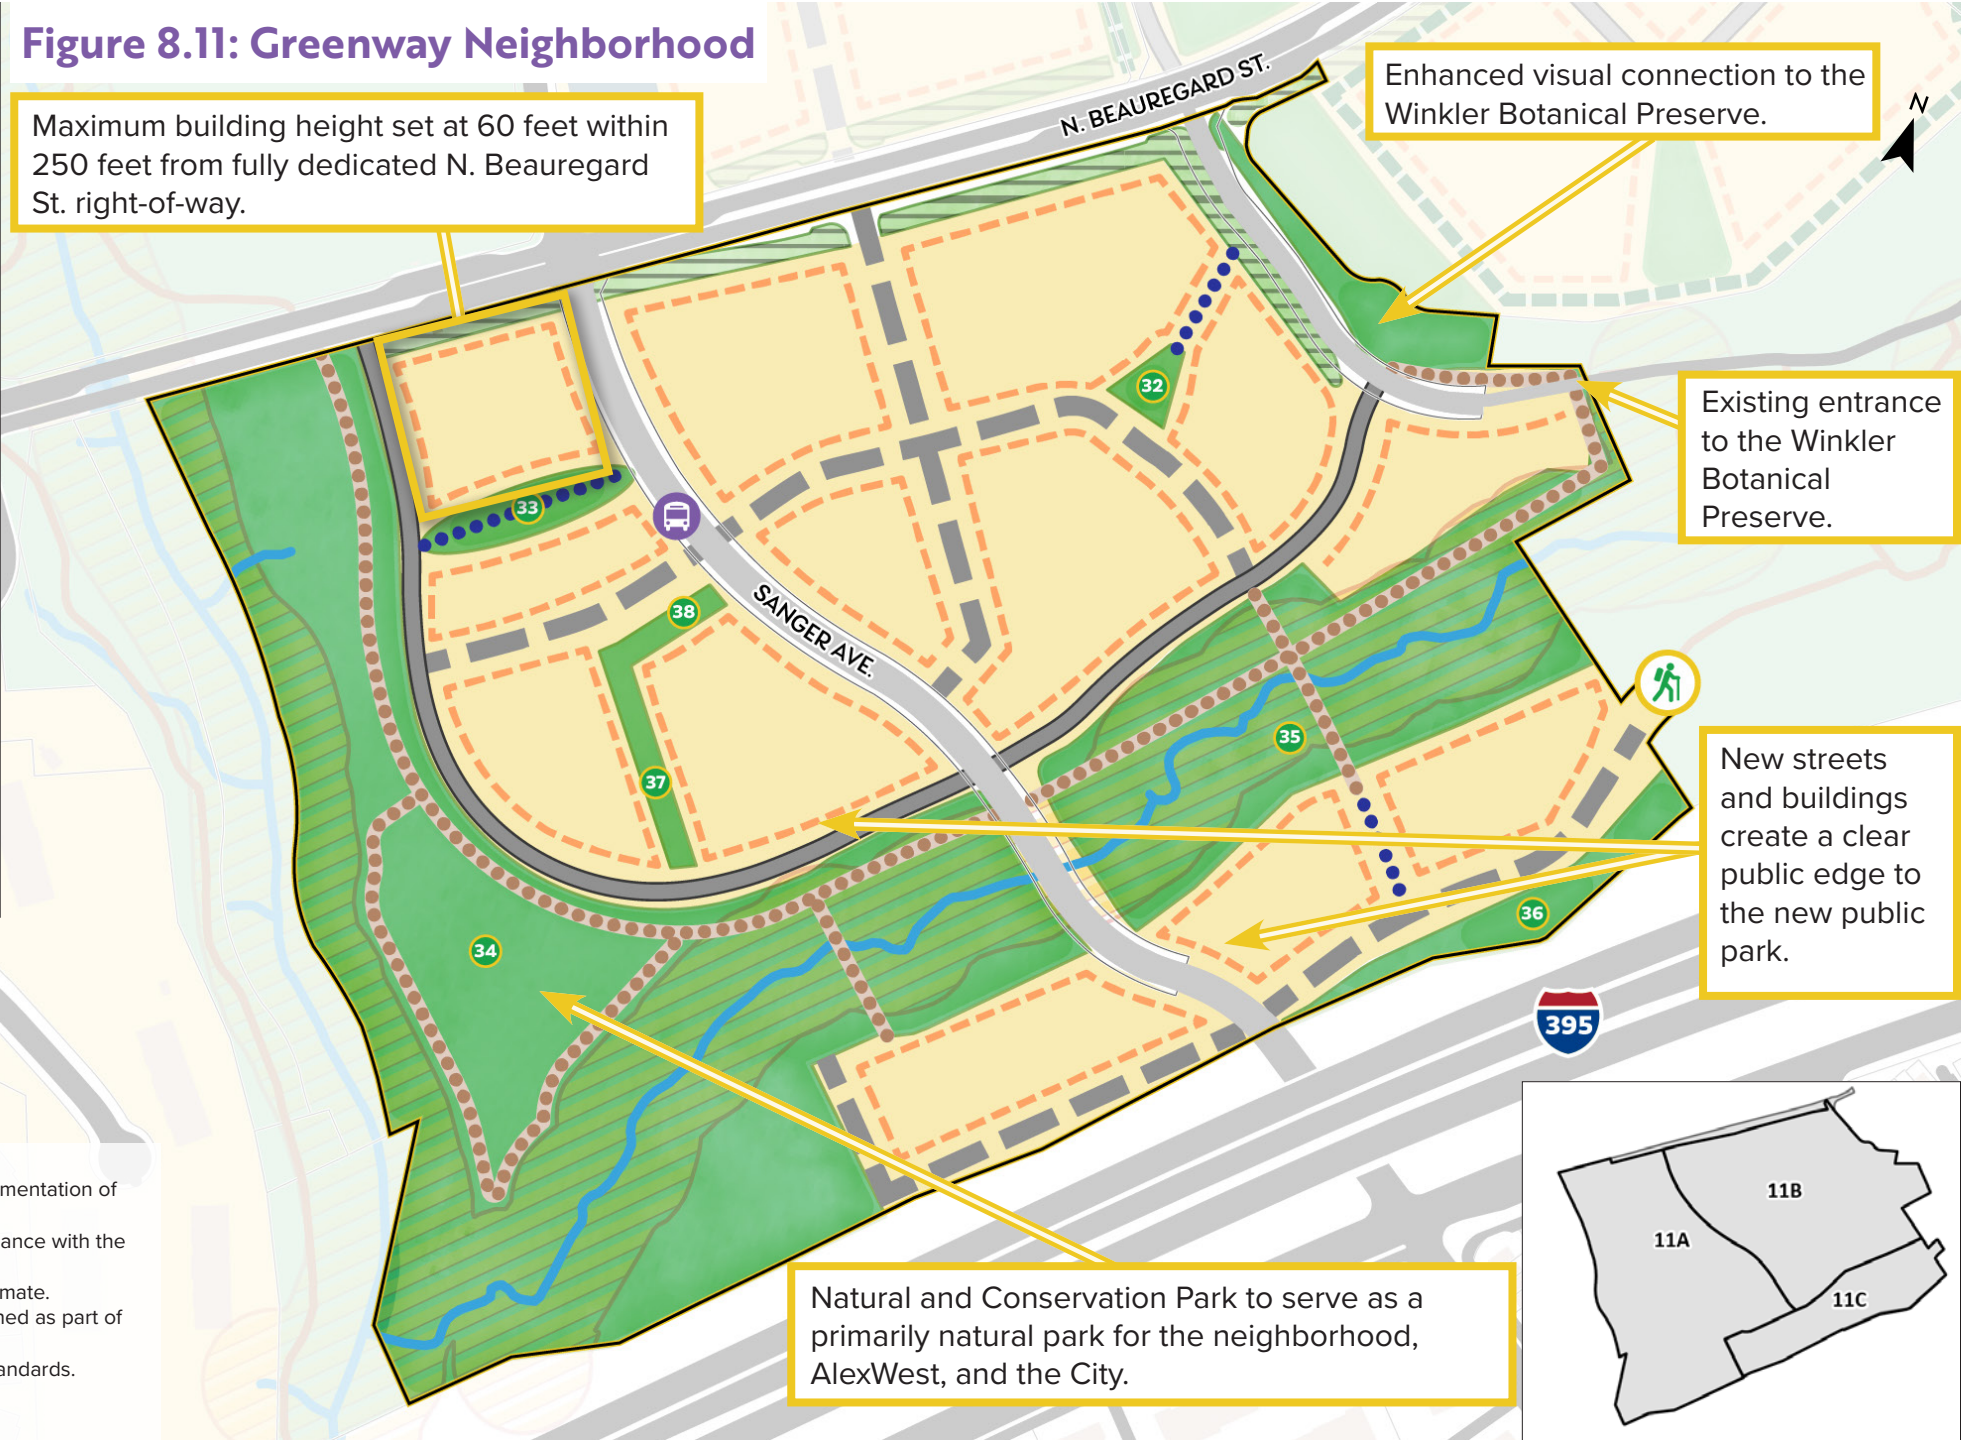 Figure 8.11: Greenway Neighborhood
Maximum building height set at 60 feet within
250 feet from fully dedicated N. Beauregard
St. right-of-way.
N. BEAUREGARD ST.
Enhanced visual connection to the
Winkler Botanical Preserve.
N
32
Existing entrance
to the Winkler
Botanical
Preserve.
33
38
SANGER AVE.
37
35
New streets
and buildings
create a clear
public edge to
the new public
park.
36
34
395
mentation of
ance with the
mate.
ned as part of
andards.
Natural and Conservation Park to serve as a
primarily natural park for the neighborhood,
AlexWest, and the City.
11B
11A
11C